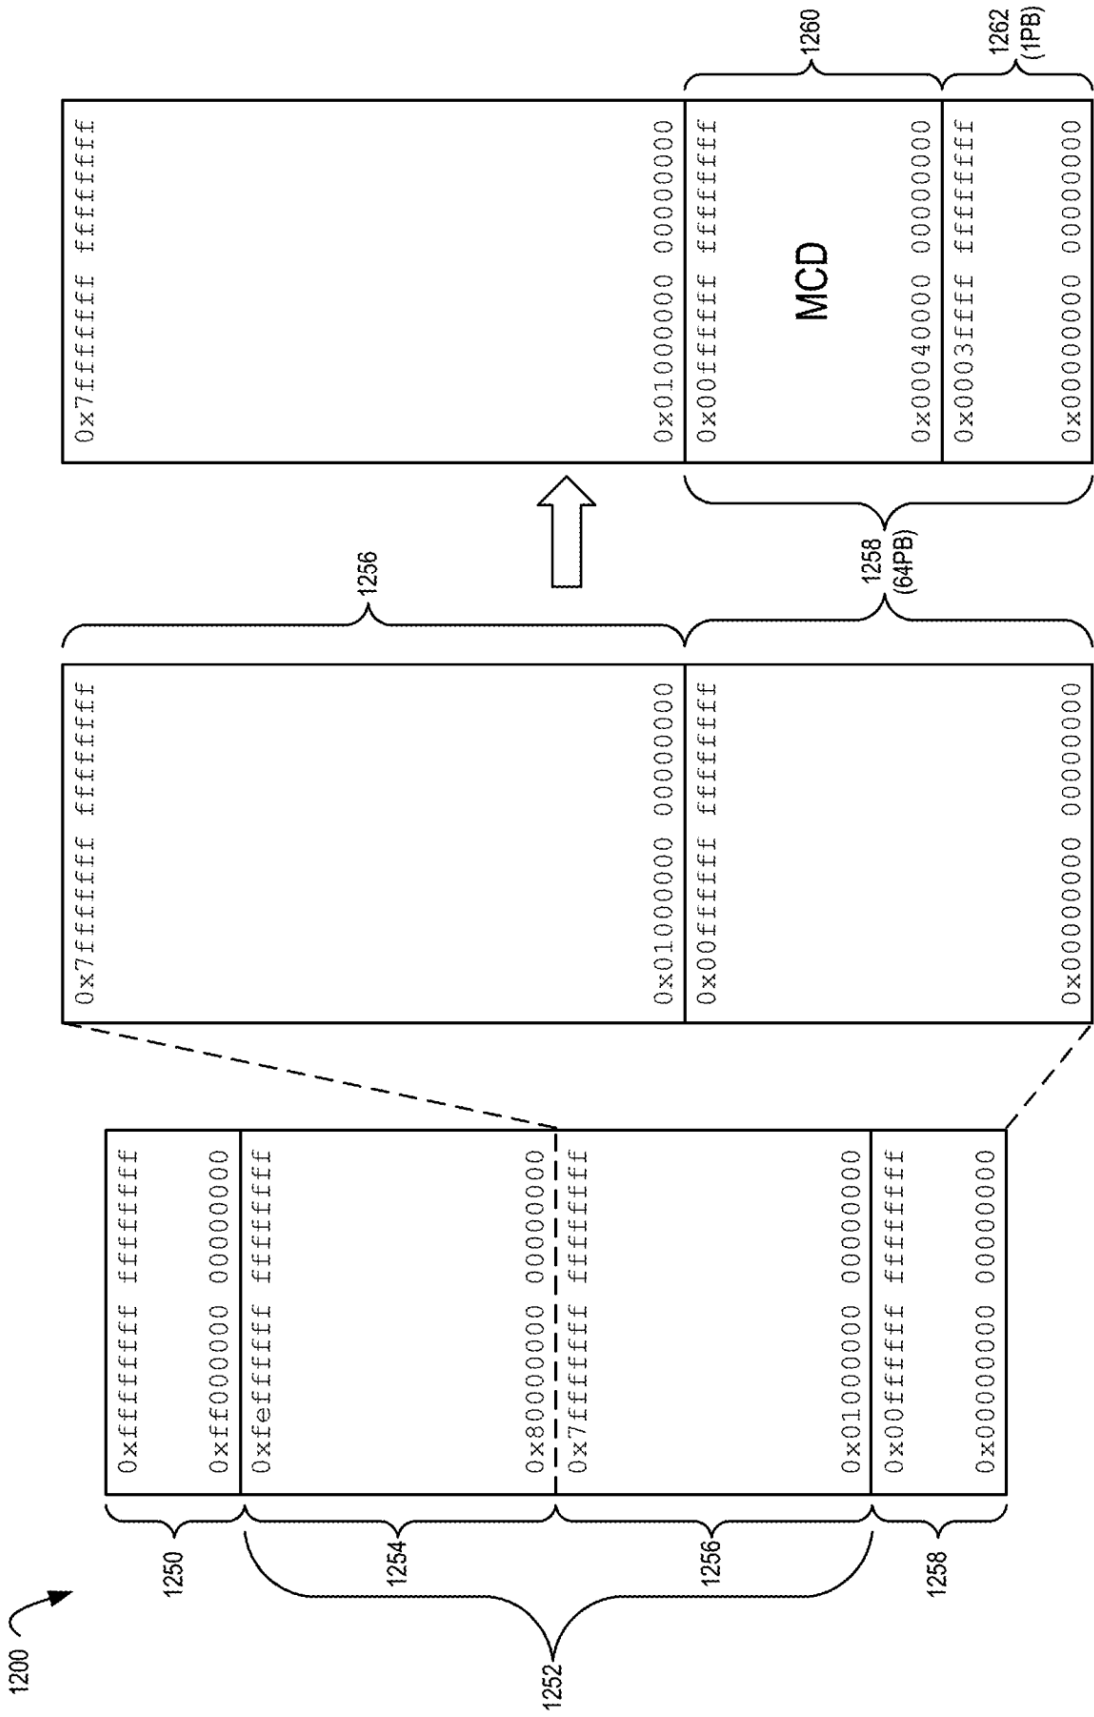 1200
1250
0xffffffff ffffffff
0xff000000 00000000
1252
1254
0xfeffffff ffffffff
0x80000000 00000000
1256
0x7fffffff ffffffff
0x01000000 00000000
1258
0x00ffffff ffffffff
0x00000000 00000000
0x7fffffff ffffffff
0x01000000 00000000
0x00ffffff ffffffff
0x00000000 00000000
1256
1258
(64PB)
0x7fffffff ffffffff
0x01000000 00000000
0x00ffffff ffffffff
MCD
0x00040000 00000000
0x0003ffff ffffffff
0x00000000 00000000
1260
1262
(1PB)